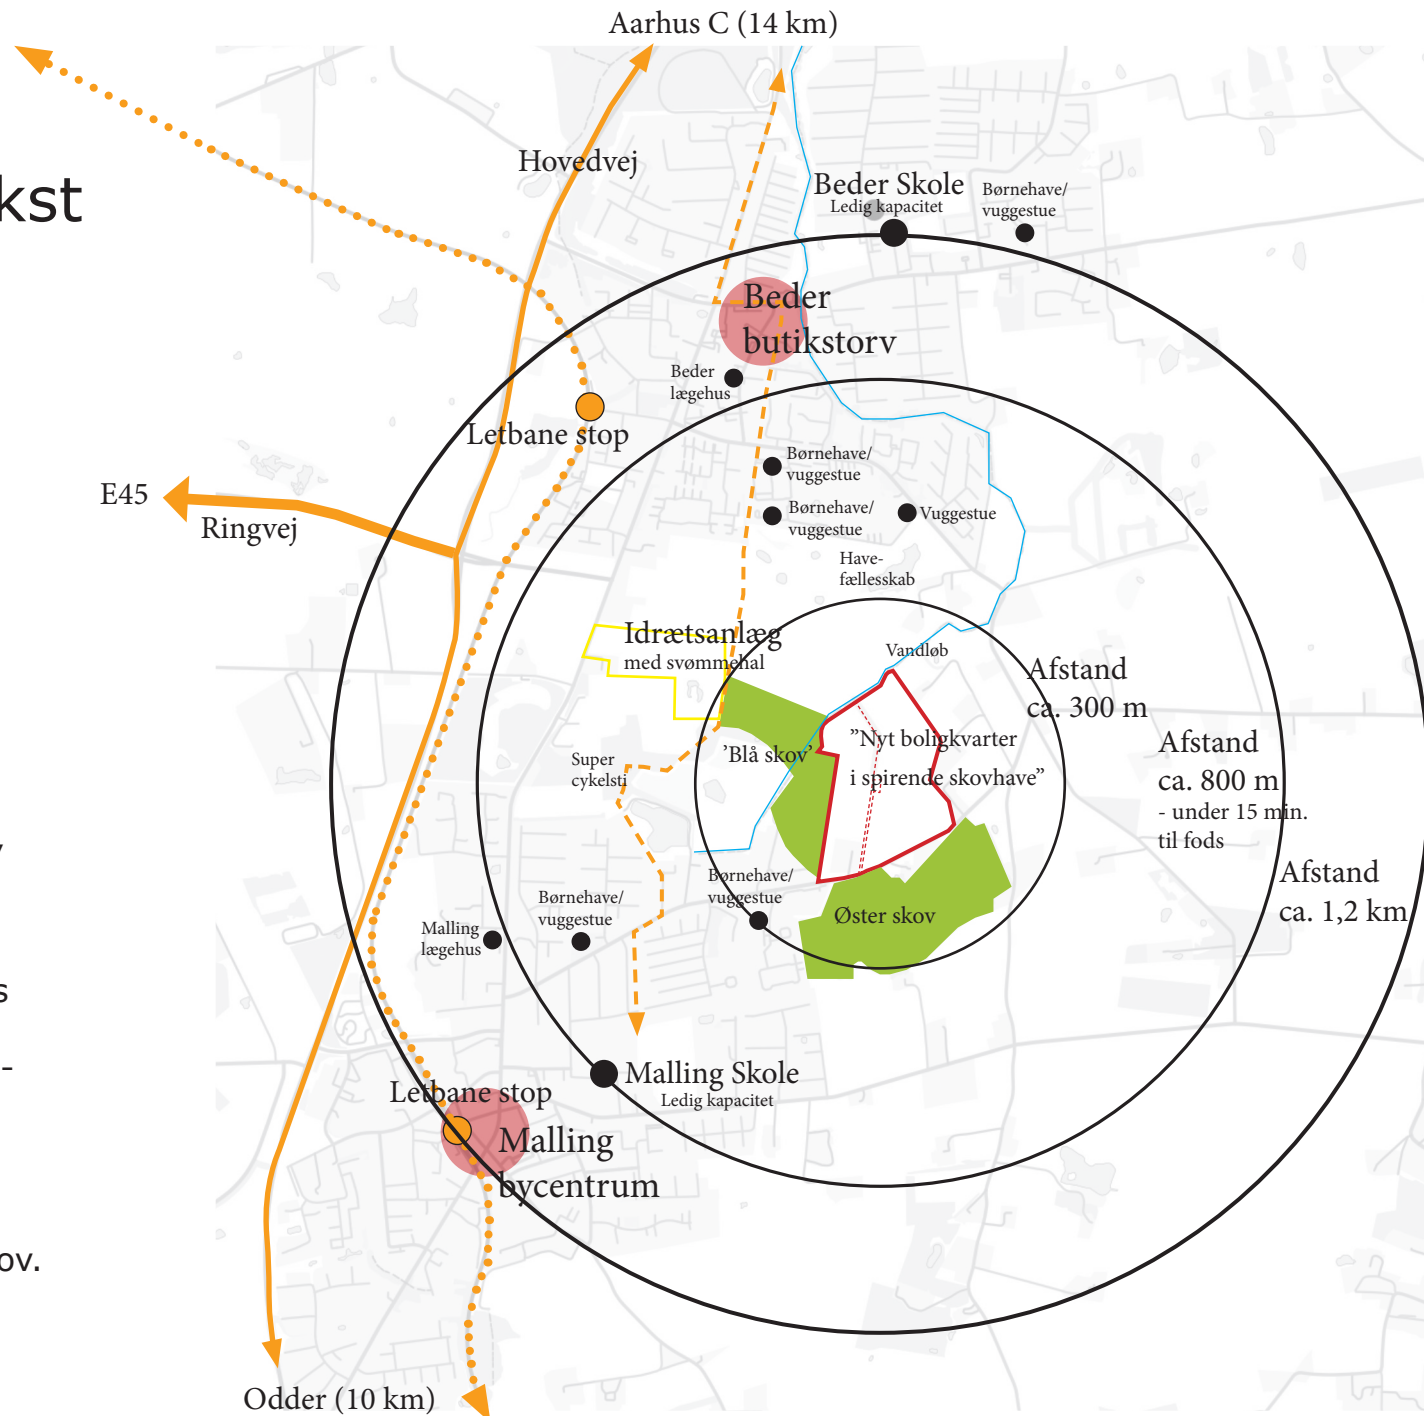 Aarhus C (14 km)
Hovedvej
kst
Beder Skole
Ledig kapacitet
Børnehave/
vuggestue
Beder
butikstorv
Beder
lægehus
Letbane stop
Børnehave/
vuggestue
E45
Ringvej
Børnehave/
vuggestue
Vuggestue
Have-
fællesskab
Idrætsanlæg
med svømmehal
Vandløb
Afstand
ca. 300 m
'Blå skov'
"Nyt boligkvarter
i spirende skovhave"
Afstand
ca. 800 m
- under 15 min.
til fods
Super
cykelsti
Afstand
ca. 1,2 km
Børnehave/
vuggestue
Børnehave/
vuggestue
Malling
lægehus
Øster skov
s
-
Malling Skole
Ledig kapacitet
Letbane stop
Malling
bycentrum
ov.
Odder (10 km)